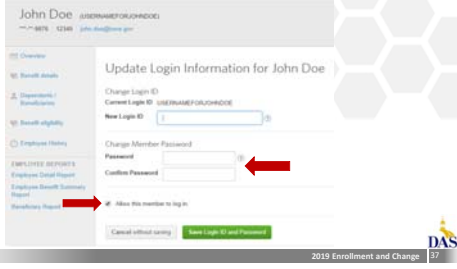 John Doe (USERNAMEFORJOHNDOE)
***-**-6676 12346 john.doe@none.gov
Overview
Benefit details
Dependents / Beneficiaries
Benefit eligibility
Employee History
EMPLOYEE REPORTS
Employee Detail Report
Employee Benefit Summary Report
Beneficiary Report
Update Login Information for John Doe
Change Login ID
Current Login ID USERNAMEFORJOHNDOE
New Login ID
Change Member Password
Password
Confirm Password
Allow this member to log in
Cancel without saving
Save Login ID and Password
DAS
2019 Enrollment and Change 37